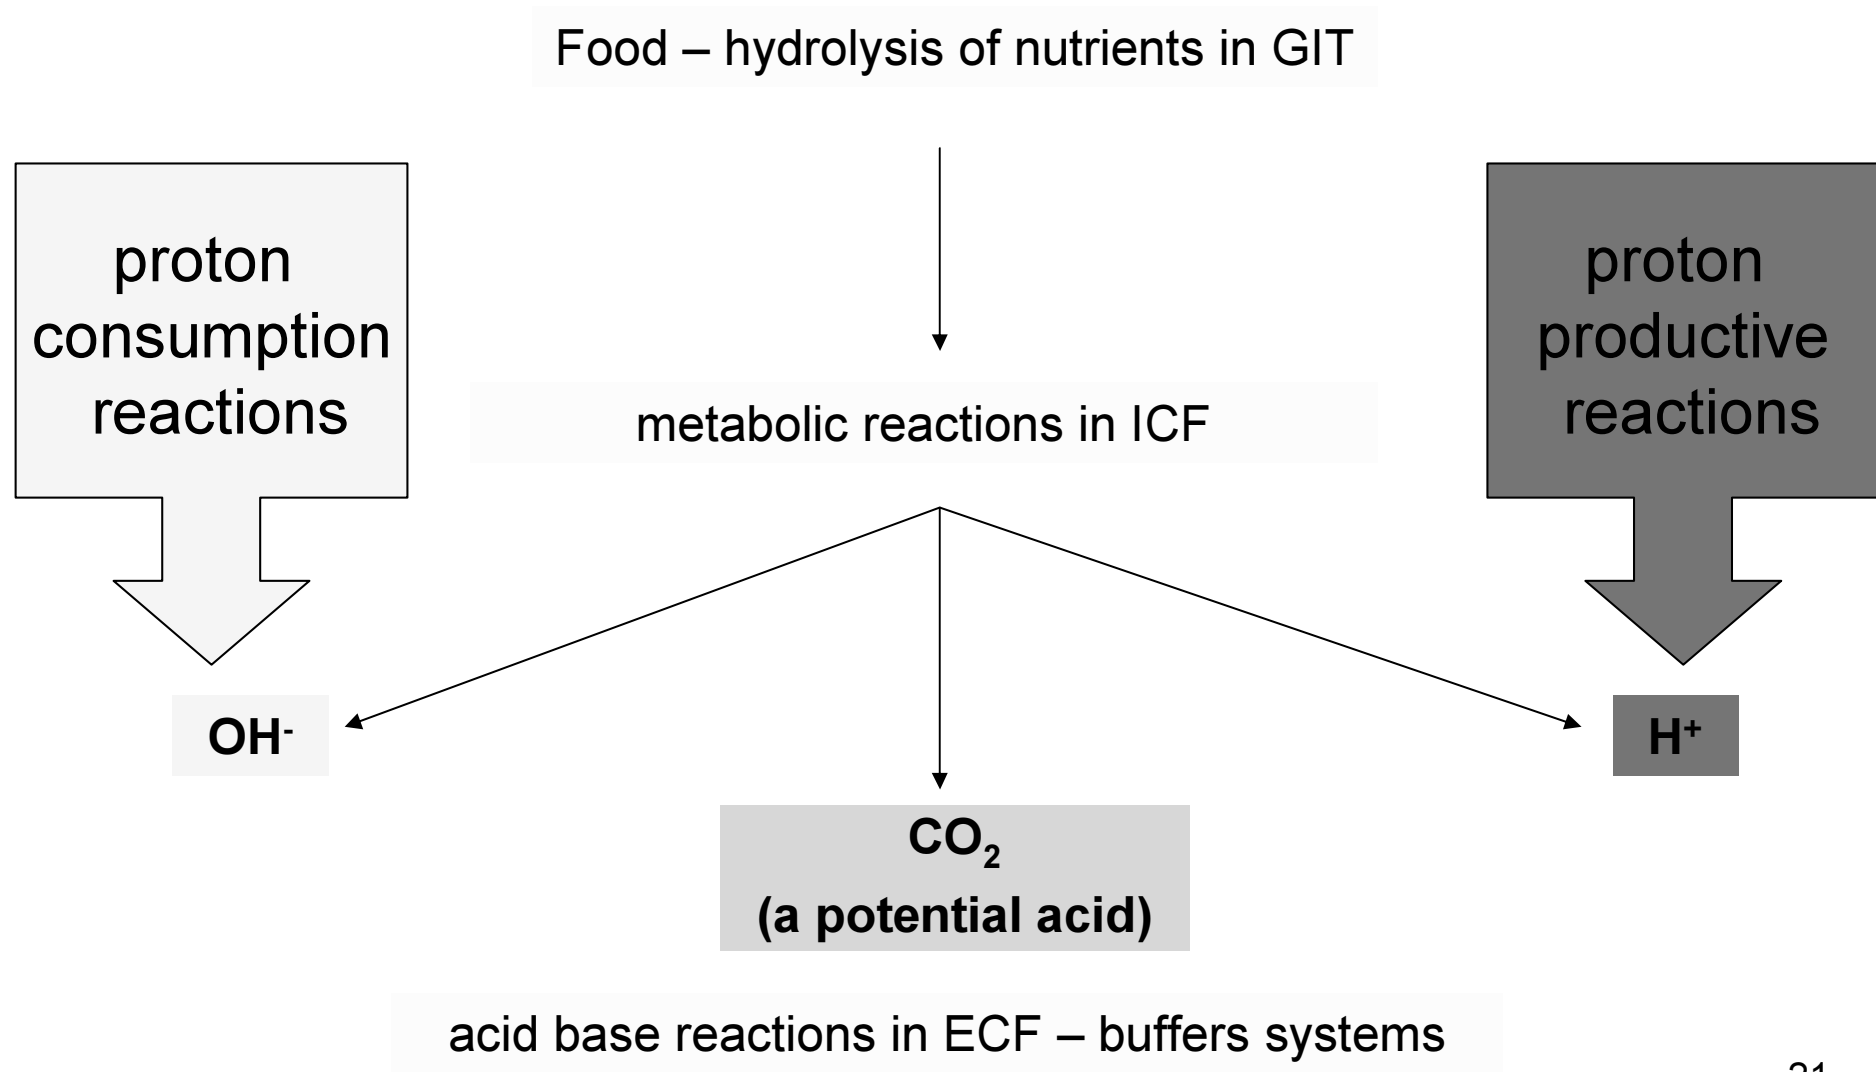 Food – hydrolysis of nutrients in GIT
proton
consumption
reactions
proton
productive
reactions
metabolic reactions in ICF
OH⁻
H⁺
CO₂
(a potential acid)
acid base reactions in ECF – buffers systems
21